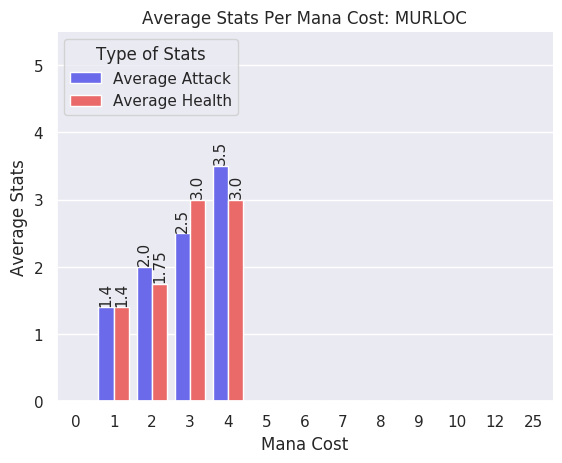 Average Stats Per Mana Cost: MURLOC
Type of Stats
Average Attack
Average Health
Average Stats
5
4
3
2
1
0
1.4
1.4
2.0
1.75
2.5
3.0
3.5
3.0
0 1 2 3 4 5 6 7 8 9 10 12 25
Mana Cost